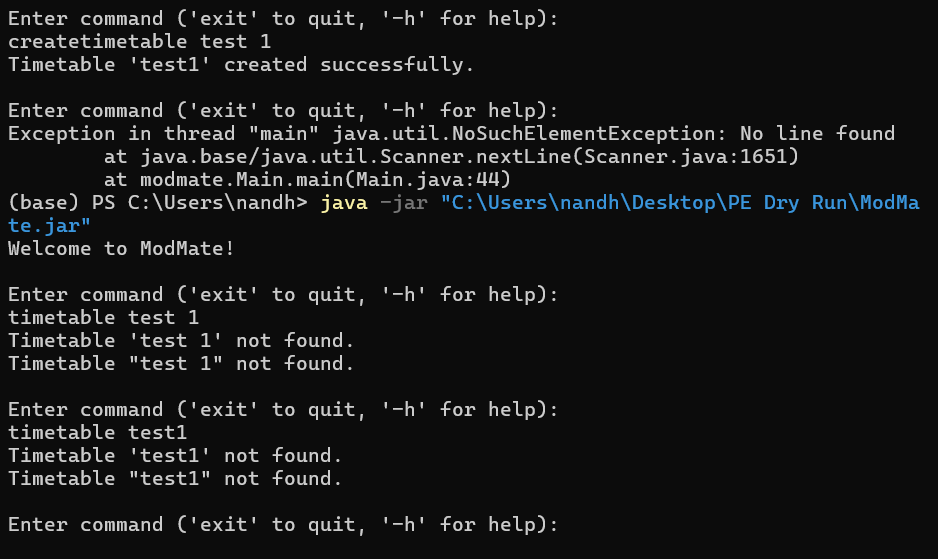 Enter command ('exit' to quit, '-h' for help):
createtimetable test 1
Timetable 'test1' created successfully.
Enter command ('exit' to quit, '-h' for help):
Exception in thread "main" java.util.NoSuchElementException: No line found
        at java.base/java.util.Scanner.nextLine(Scanner.java:1651)
        at modmate.Main.main(Main.java:44)
(base) PS C:\Users\nandh> java -jar "C:\Users\nandh\Desktop\PE Dry Run\ModMa
te.jar"
Welcome to ModMate!
Enter command ('exit' to quit, '-h' for help):
timetable test 1
Timetable 'test 1' not found.
Timetable "test 1" not found.
Enter command ('exit' to quit, '-h' for help):
timetable test1
Timetable 'test1' not found.
Timetable "test1" not found.
Enter command ('exit' to quit, '-h' for help):